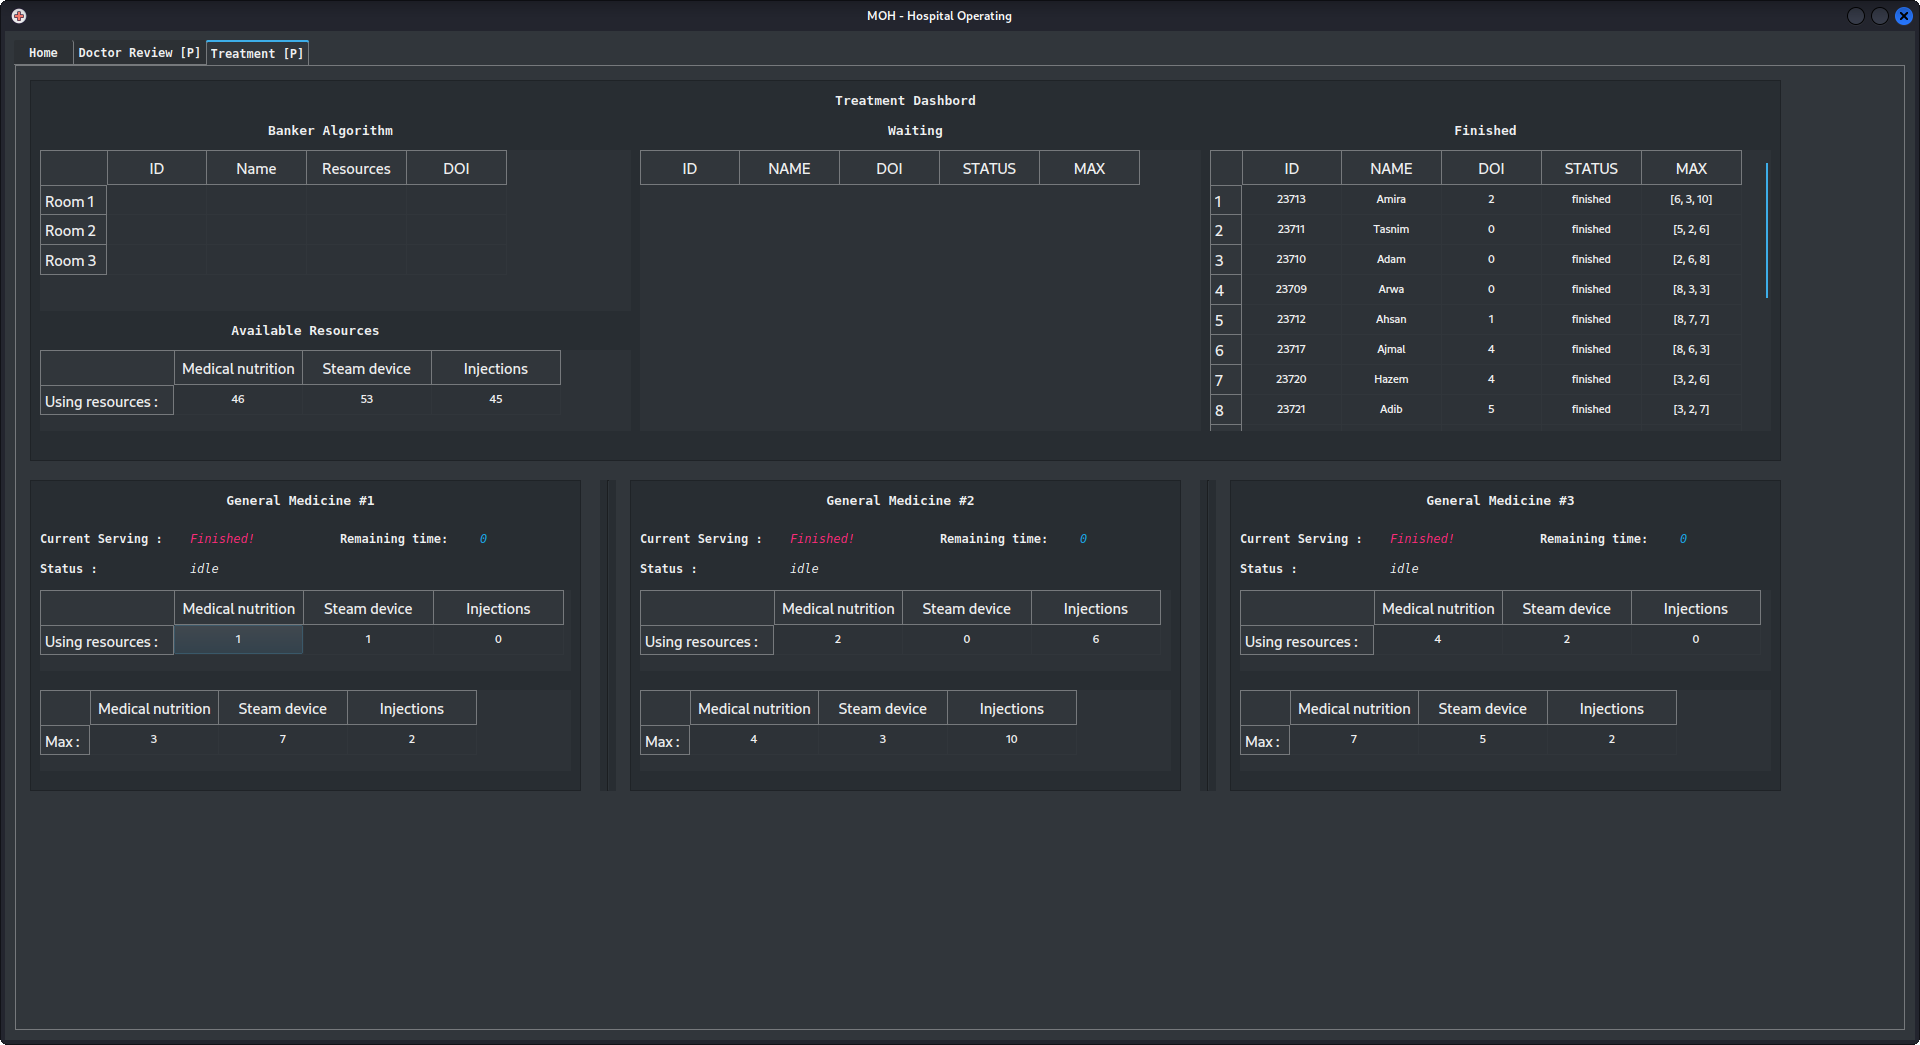 MOH - Hospital Operating
Home
Doctor Review [P]
Treatment [P]
Treatment Dashbord
Banker Algorithm
ID Name Resources DOI
Room 1
Room 2
Room 3
Available Resources
Medical nutrition Steam device Injections
Using resources : 46 53 45
Waiting
ID NAME DOI STATUS MAX
Finished
ID NAME DOI STATUS MAX
1 23713 Amira 2 finished [6, 3, 10]
2 23711 Tasnim 0 finished [5, 2, 6]
3 23710 Adam 0 finished [2, 6, 8]
4 23709 Arwa 0 finished [8, 3, 3]
5 23712 Ahsan 1 finished [8, 7, 7]
6 23717 Ajmal 4 finished [8, 6, 3]
7 23720 Hazem 4 finished [3, 2, 6]
8 23721 Adib 5 finished [3, 2, 7]
General Medicine #1
Current Serving : Finished! Remaining time: 0
Status : idle
Medical nutrition Steam device Injections
Using resources : 1 1 0
Medical nutrition Steam device Injections
Max : 3 7 2
General Medicine #2
Current Serving : Finished! Remaining time: 0
Status : idle
Medical nutrition Steam device Injections
Using resources : 2 0 6
Medical nutrition Steam device Injections
Max : 4 3 10
General Medicine #3
Current Serving : Finished! Remaining time: 0
Status : idle
Medical nutrition Steam device Injections
Using resources : 4 2 0
Medical nutrition Steam device Injections
Max : 7 5 2